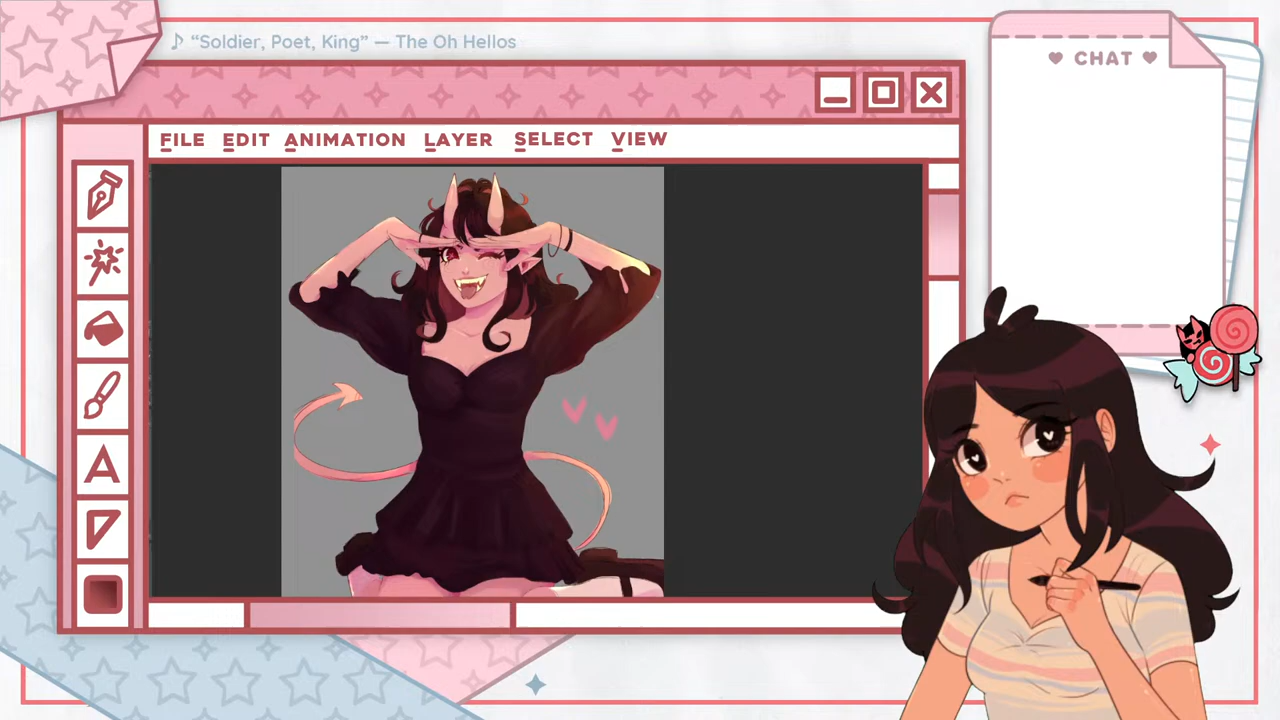 ♪ “Soldier, Poet, King” — The Oh Hellos
♥ CHAT ♥
FILE EDIT ANIMATION LAYER SELECT VIEW
A